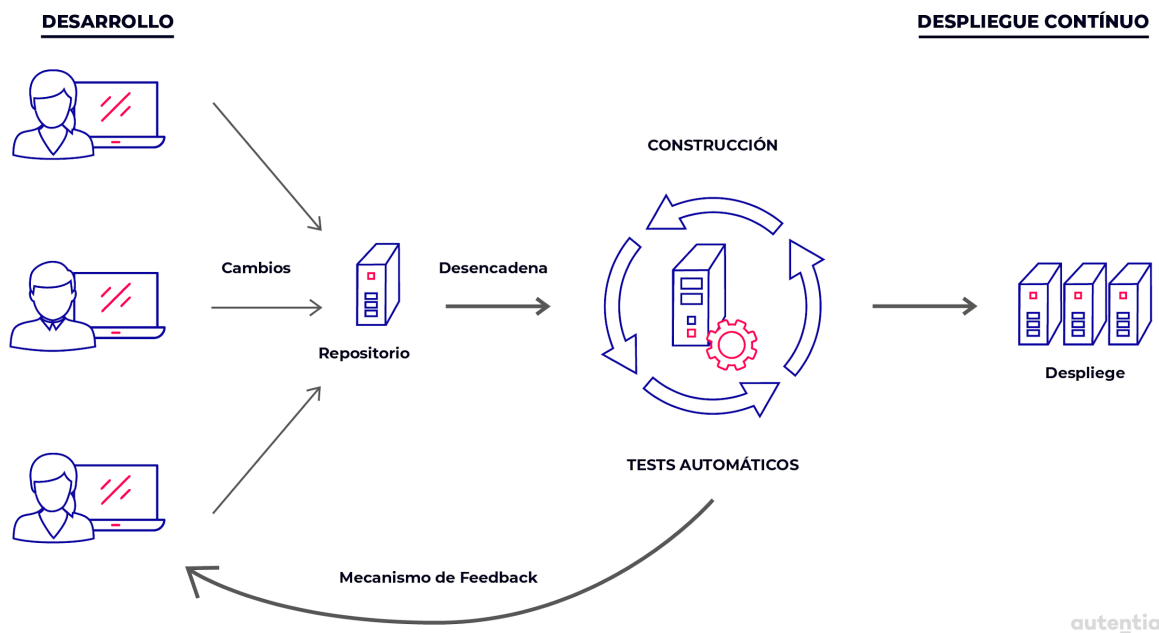 DESARROLLO
DESPLIEGUE CONTÍNUO
CONSTRUCCIÓN
Cambios
Desencadena
Repositorio
Despliege
TESTS AUTOMÁTICOS
Mecanismo de Feedback
autentia